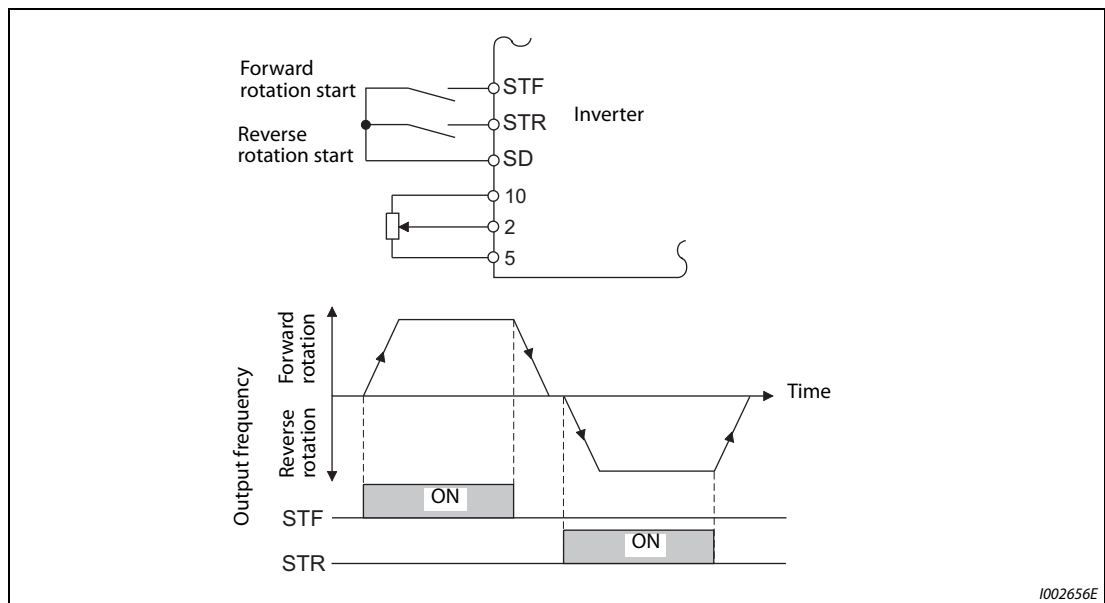 Forward
rotation start
STF
STR
Inverter
Reverse
rotation start
SD
10
2
5
Output frequency
Forward
rotation
Reverse
rotation
Time
ON
STF
ON
STR
I002656E